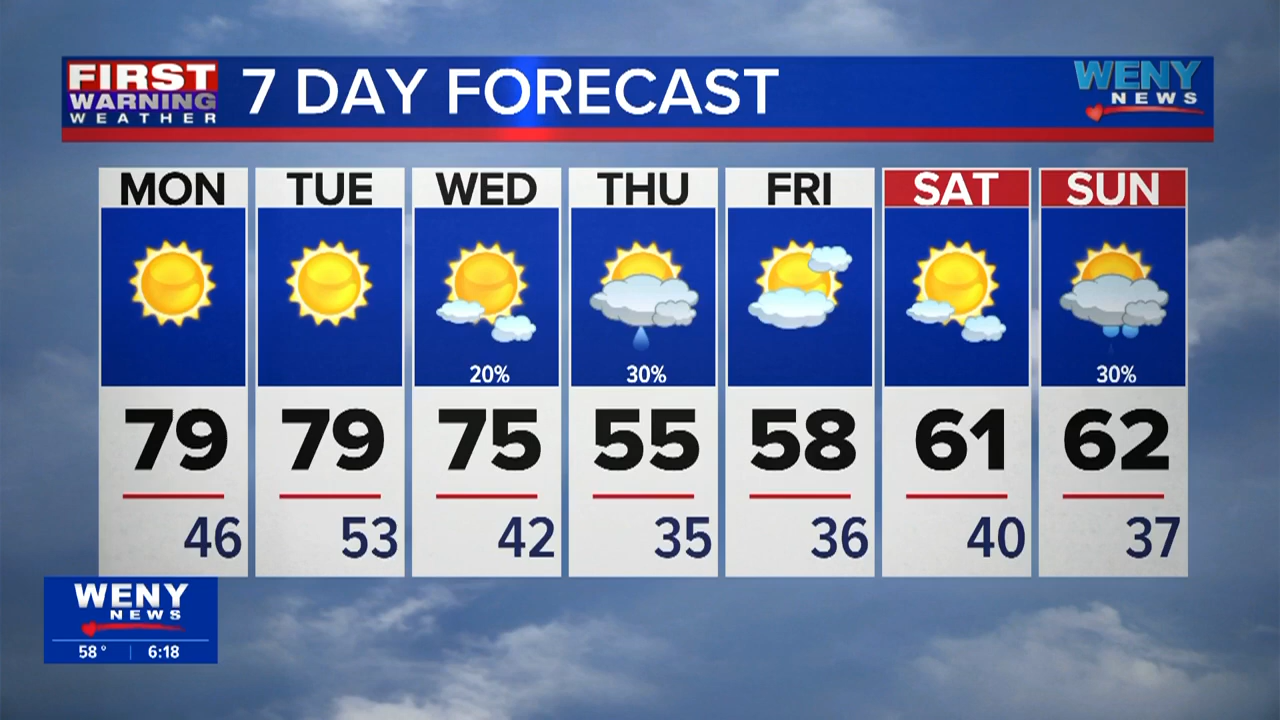 FIRST
WARNING
WEATHER
7 DAY FORECAST
WENY
NEWS
MON TUE WED THU FRI SAT SUN
20% 30% 30%
79 79 75 55 58 61 62
46 53 42 35 36 40 37
WENY
NEWS
58° | 6:18